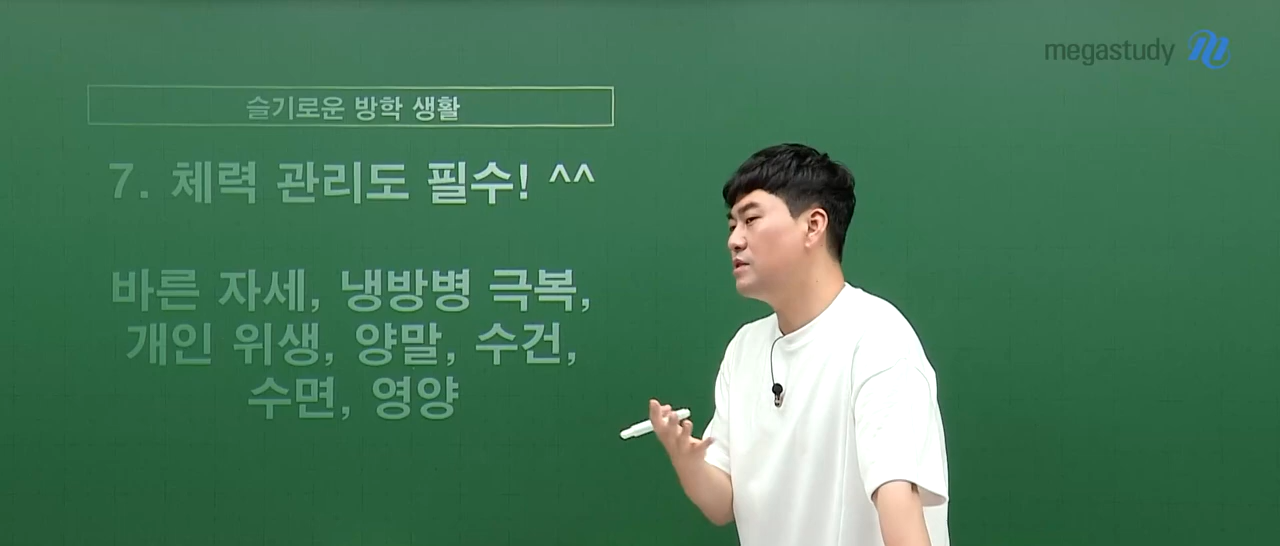 megastudy
슬기로운 방학 생활
7. 체력 관리도 필수! ^^
바른 자세, 냉방병 극복,
개인 위생, 양말, 수건,
수면, 영양